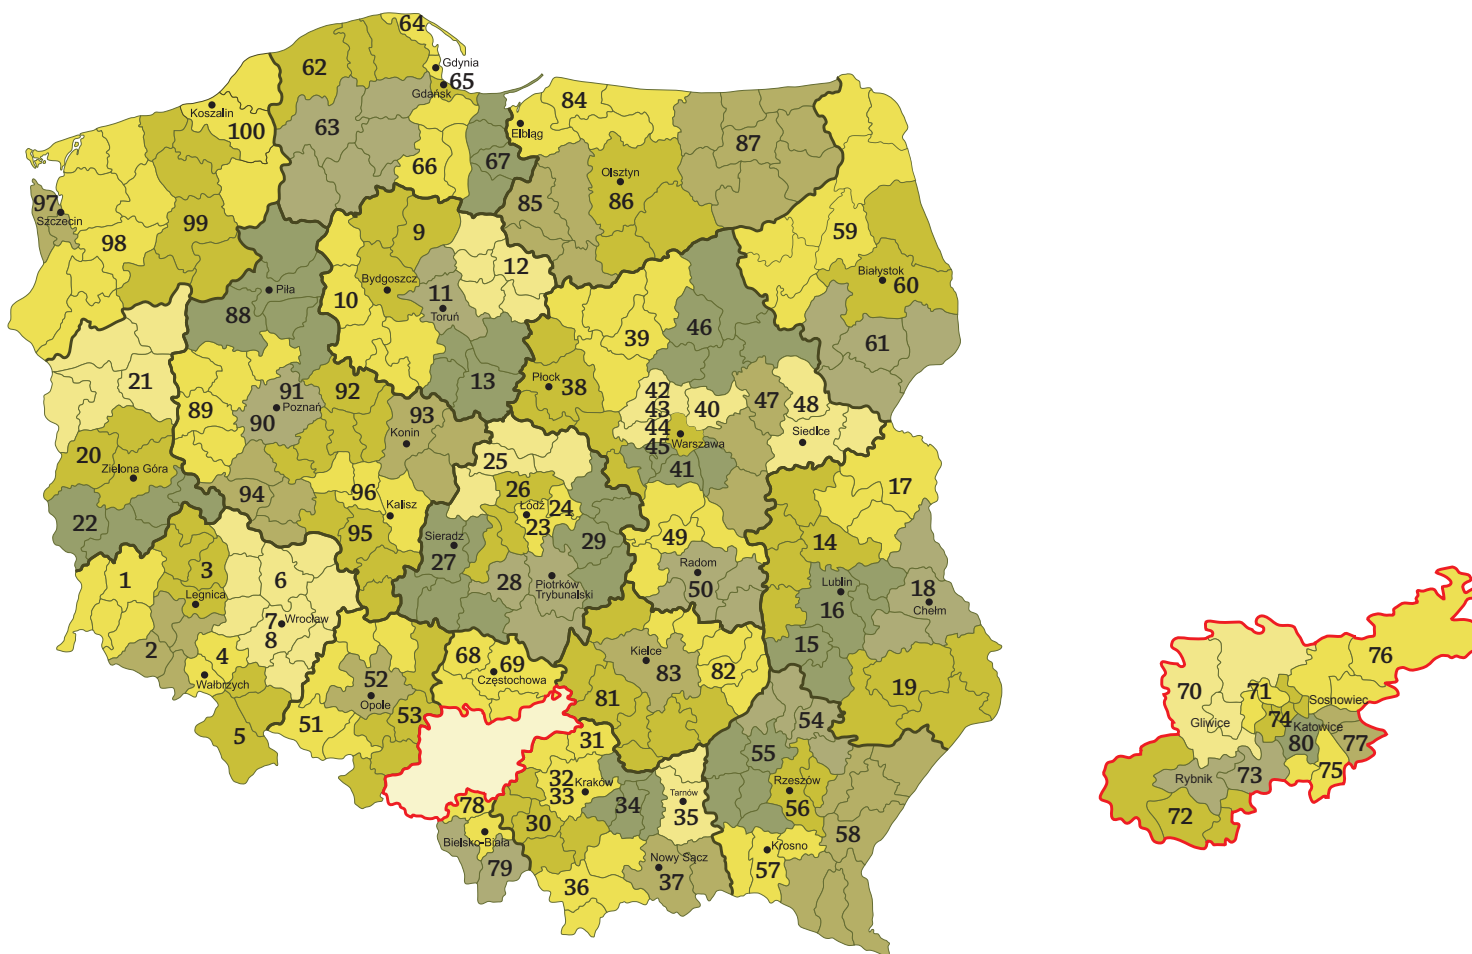 64
62
Gdynia
65
Gdańsk
Koszalin
100
63
84
Elbląg
87
66
67
Olsztyn
85
86
97
Szczecin
99
98
9
59
12
Białystok
60
Piła
Bydgoszcz
10
11
Toruń
88
39
46
61
21
13
Płock
38
91
92
42
89
Poznań
90
93
43
40
47
48
Konin
44
Warszawa
45
Siedlce
20
Zielona Góra
25
41
94
96
26
17
Kalisz
Łódź
24
22
23
Sieradz
95
29
49
14
27
1
3
6
28
Piotrków
Trybunalski
Radom
50
Lublin
16
18
Chełm
Legnica
7
Wrocław
8
2
4
15
Wałbrzych
68
69
Częstochowa
Kielce
83
82
52
Opole
81
19
5
51
53
54
31
55
32
Kraków
33
Rzeszów
56
78
34
Tarnów
35
30
58
Bielsko-Biała
79
Nowy Sącz
37
Krosno
57
36
76
70
71
Sosnowiec
Gliwice
74
Katowice
80
77
Rybnik
73
75
72